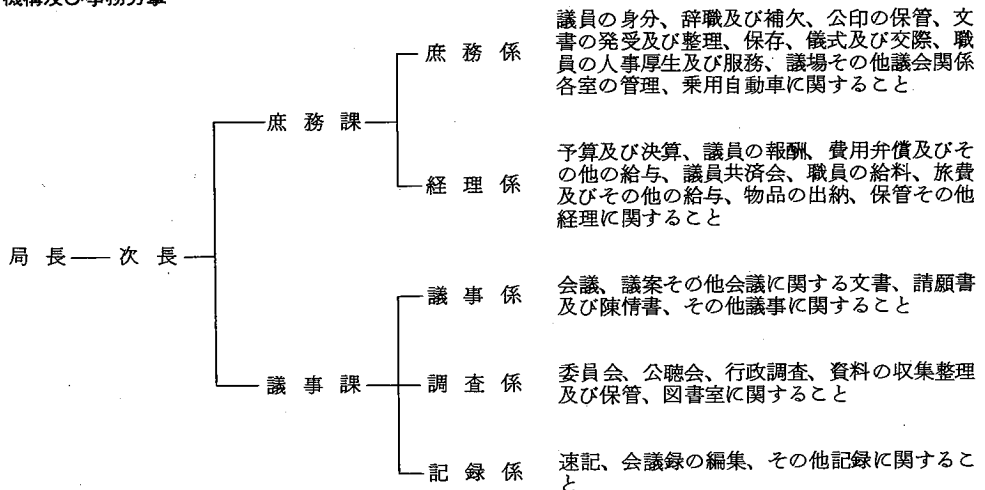 機構及び事務分掌
局長 次長
庶務課
庶務係
議員の身分、辞職及び補欠、公印の保管、文
書の発受及び整理、保存、儀式及び交際、職
員の人事厚生及び服務、議場その他議会関係
各室の管理、乗用自動車に関すること
経理係
予算及び決算、議員の報酬、費用弁償及びそ
の他の給与、議員共済会、職員の給料、旅費
及びその他の給与、物品の出納、保管その他
経理に関すること
議事課
議事係
会議、議案その他会議に関する文書、請願書
及び陳情書、その他議事に関すること
調査係
委員会、公聴会、行政調査、資料の収集整理
及び保管、図書室に関すること
記録係
速記、会議録の編集、その他記録に関するこ
と